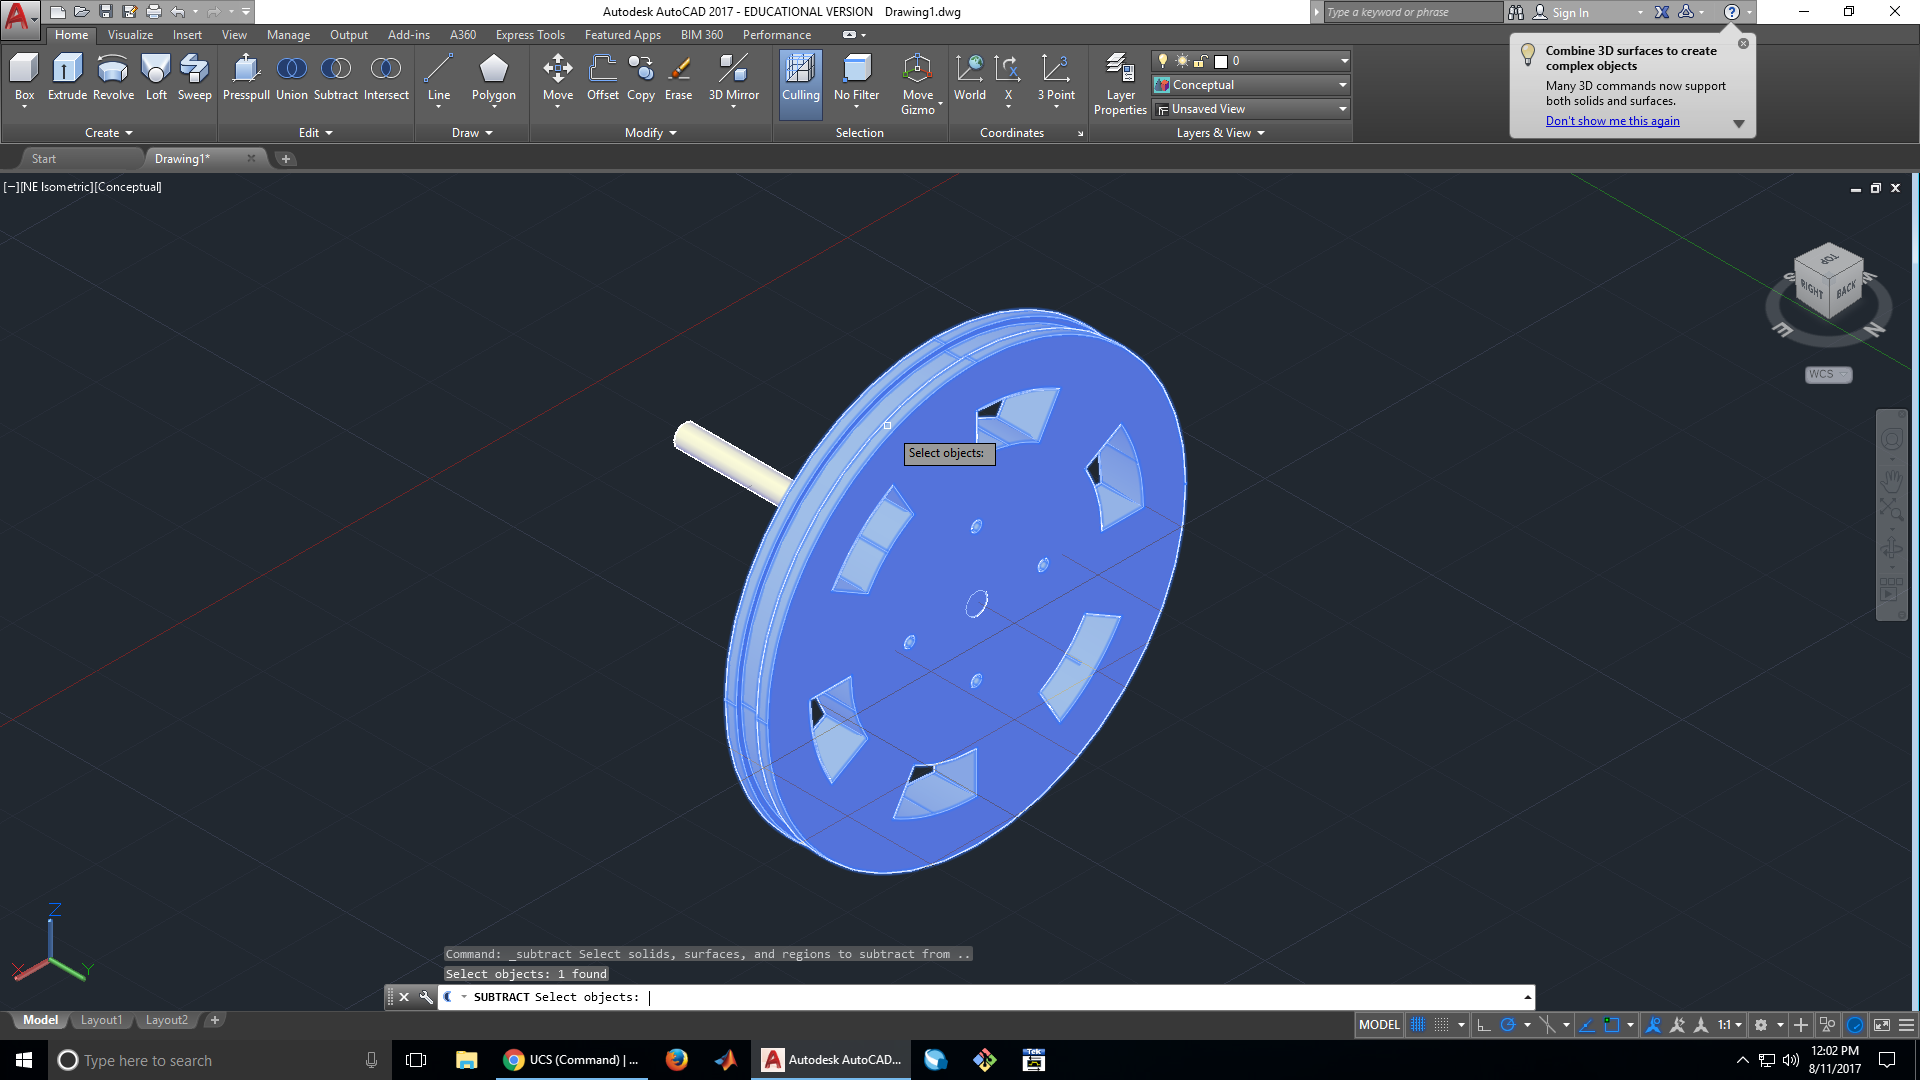 Autodesk AutoCAD 2017 - EDUCATIONAL VERSION Drawing1.dwg
Type a keyword or phrase
Sign In
Home Visualize Insert View Manage Output Add-ins A360 Express Tools Featured Apps BIM 360 Performance
Box Extrude Revolve Loft Sweep Presspull Union Subtract Intersect Line Polygon Move Offset Copy Erase 3D Mirror Culling No Filter Move Gizmo World X 3 Point Layer Properties
0
Conceptual
Unsaved View
Create Edit Draw Modify Selection Coordinates Layers & View
Combine 3D surfaces to create
complex objects
Many 3D commands now support
both solids and surfaces.
Don't show me this again
Start Drawing1*
[−][NE Isometric][Conceptual]
TOP
RIGHT BACK
S W E N
WCS
Select objects:
Z
X Y
Command: _subtract Select solids, surfaces, and regions to subtract from ..
Select objects: 1 found
SUBTRACT Select objects:
Model Layout1 Layout2
MODEL 1:1
Type here to search
UCS (Command) | ...
Autodesk AutoCAD...
Tek
12:02 PM
8/11/2017